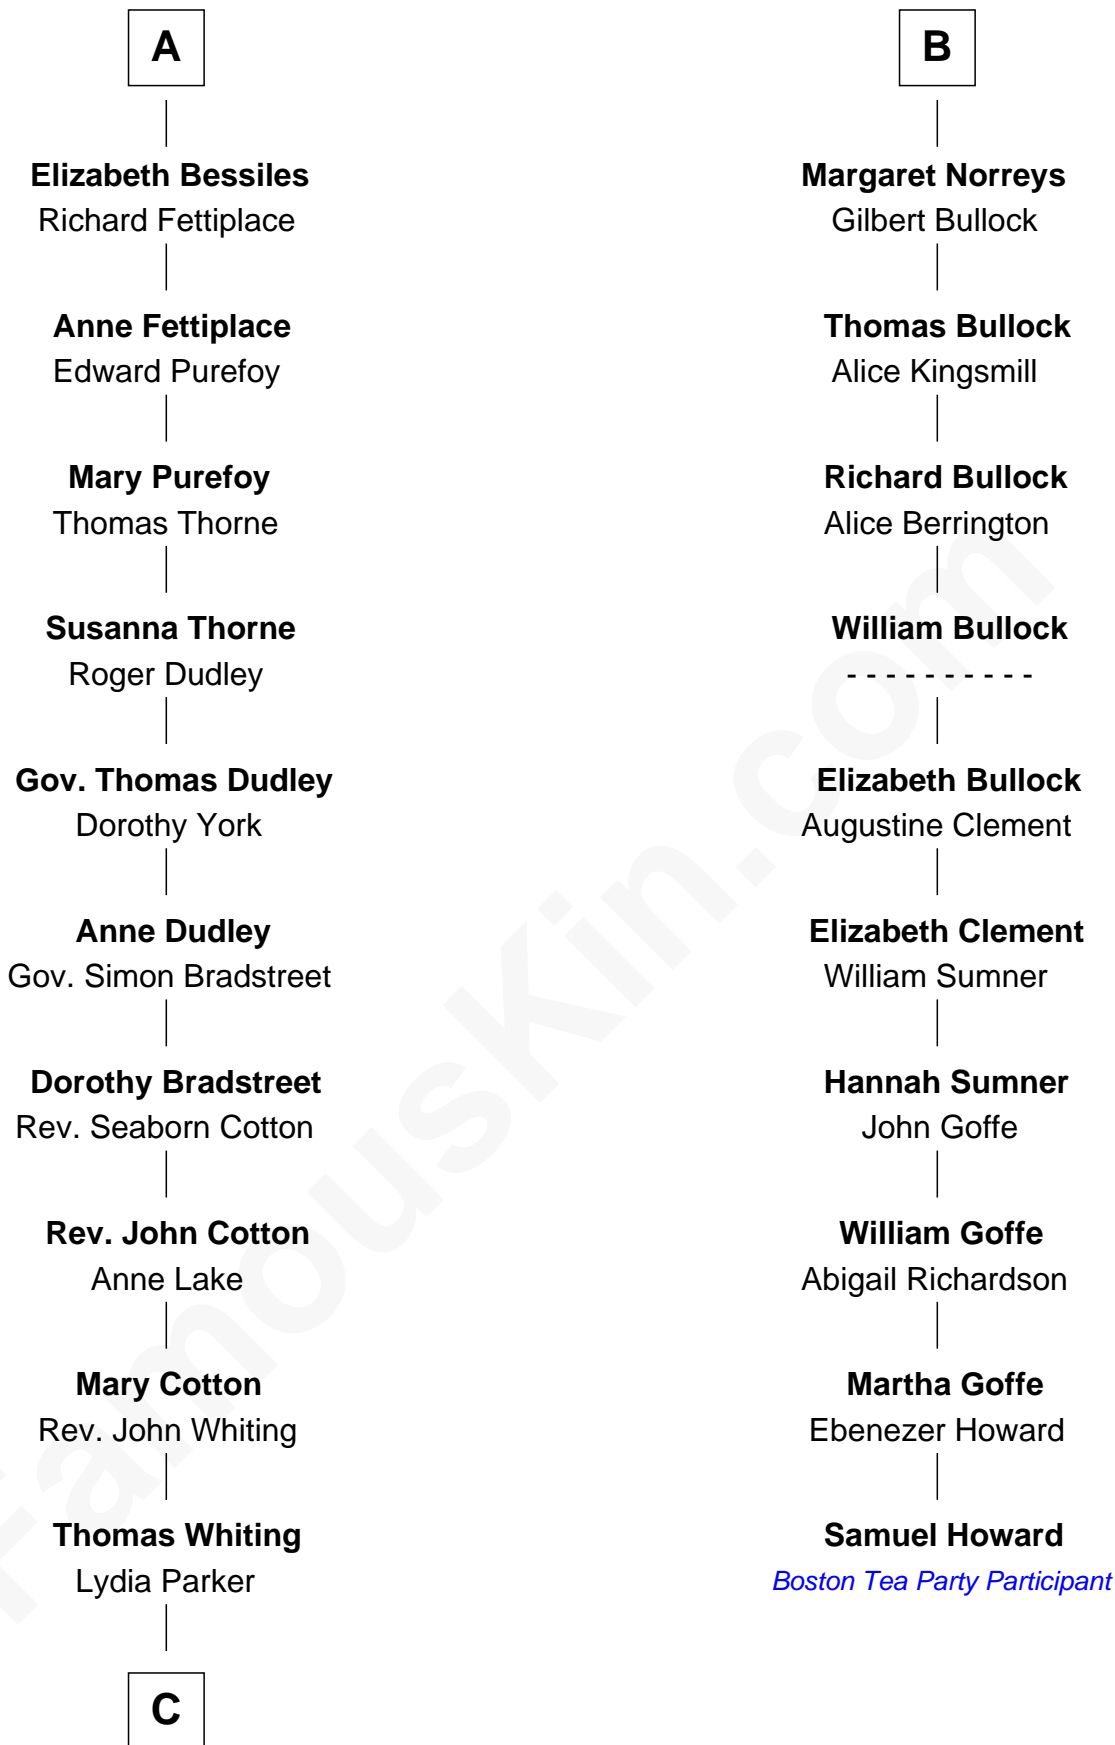 A
Elizabeth Bessiles
Richard Fettiplace
Anne Fettiplace
Edward Purefoy
Mary Purefoy
Thomas Thorne
Susanna Thorne
Roger Dudley
Gov. Thomas Dudley
Dorothy York
Anne Dudley
Gov. Simon Bradstreet
Dorothy Bradstreet
Rev. Seaborn Cotton
Rev. John Cotton
Anne Lake
Mary Cotton
Rev. John Whiting
Thomas Whiting
Lydia Parker
C
B
Margaret Norreys
Gilbert Bullock
Thomas Bullock
Alice Kingsmill
Richard Bullock
Alice Berrington
William Bullock
- - - - - - - - - -
Elizabeth Bullock
Augustine Clement
Elizabeth Clement
William Sumner
Hannah Sumner
John Goffe
William Goffe
Abigail Richardson
Martha Goffe
Ebenezer Howard
Samuel Howard
Boston Tea Party Participant
FamousKin.com